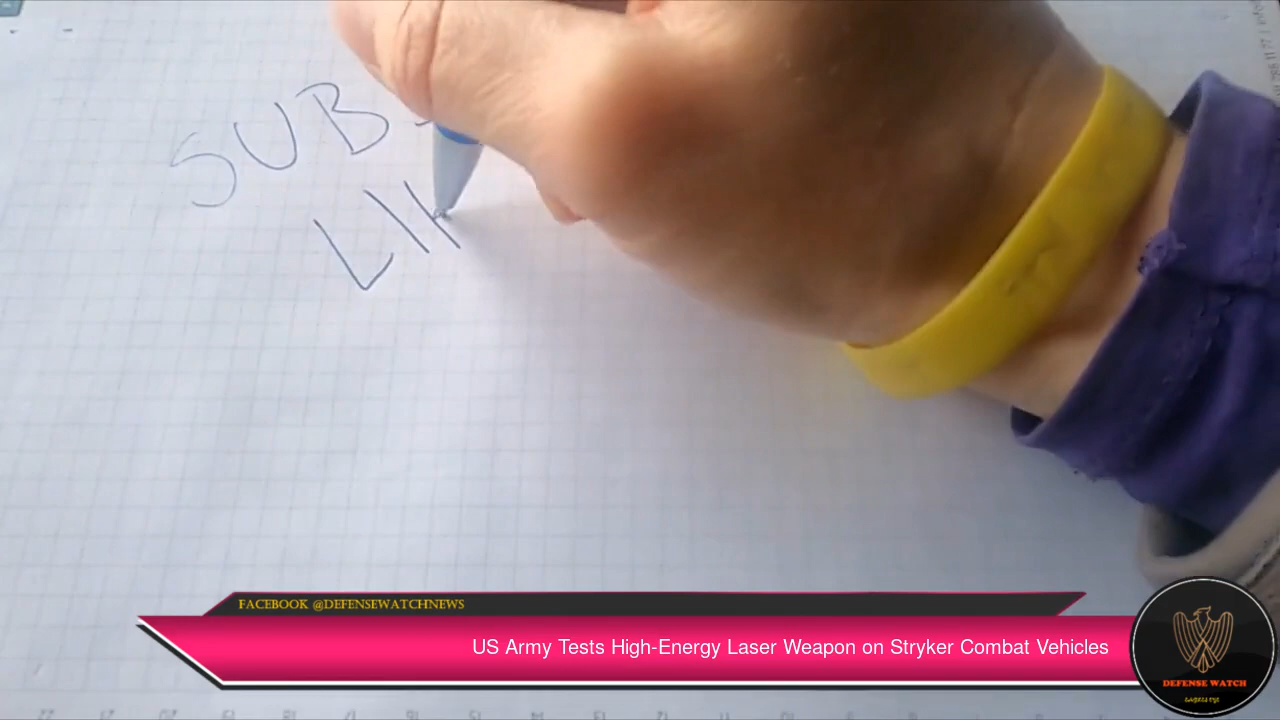 SUB
LIK
FACEBOOK @DEFENSEWATCHNEWS
US Army Tests High-Energy Laser Weapon on Stryker Combat Vehicles
DEFENSE WATCH